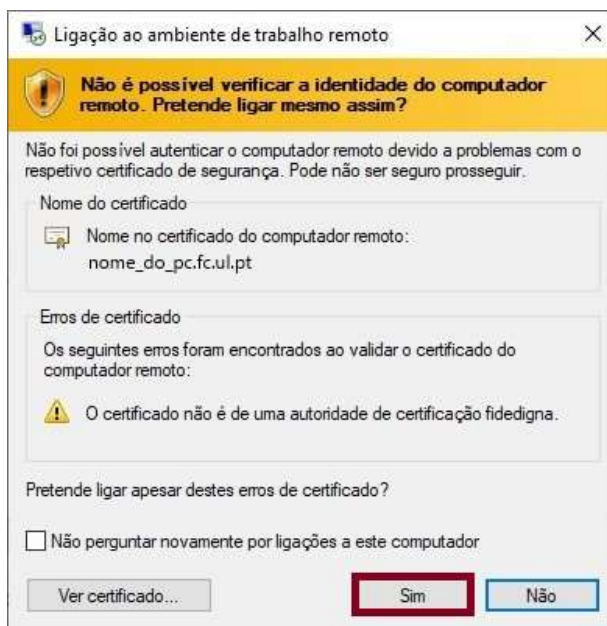 Ligação ao ambiente de trabalho remoto
Não é possível verificar a identidade do computador
remoto. Pretende ligar mesmo assim?
Não foi possível autenticar o computador remoto devido a problemas com o
respetivo certificado de segurança. Pode não ser seguro prosseguir.
Nome do certificado
Nome no certificado do computador remoto:
nome_do_pc.fc.ul.pt
Erros de certificado
Os seguintes erros foram encontrados ao validar o certificado do
computador remoto:
O certificado não é de uma autoridade de certificação fidedigna.
Pretende ligar apesar destes erros de certificado?
Não perguntar novamente por ligações a este computador
Ver certificado... Sim Não